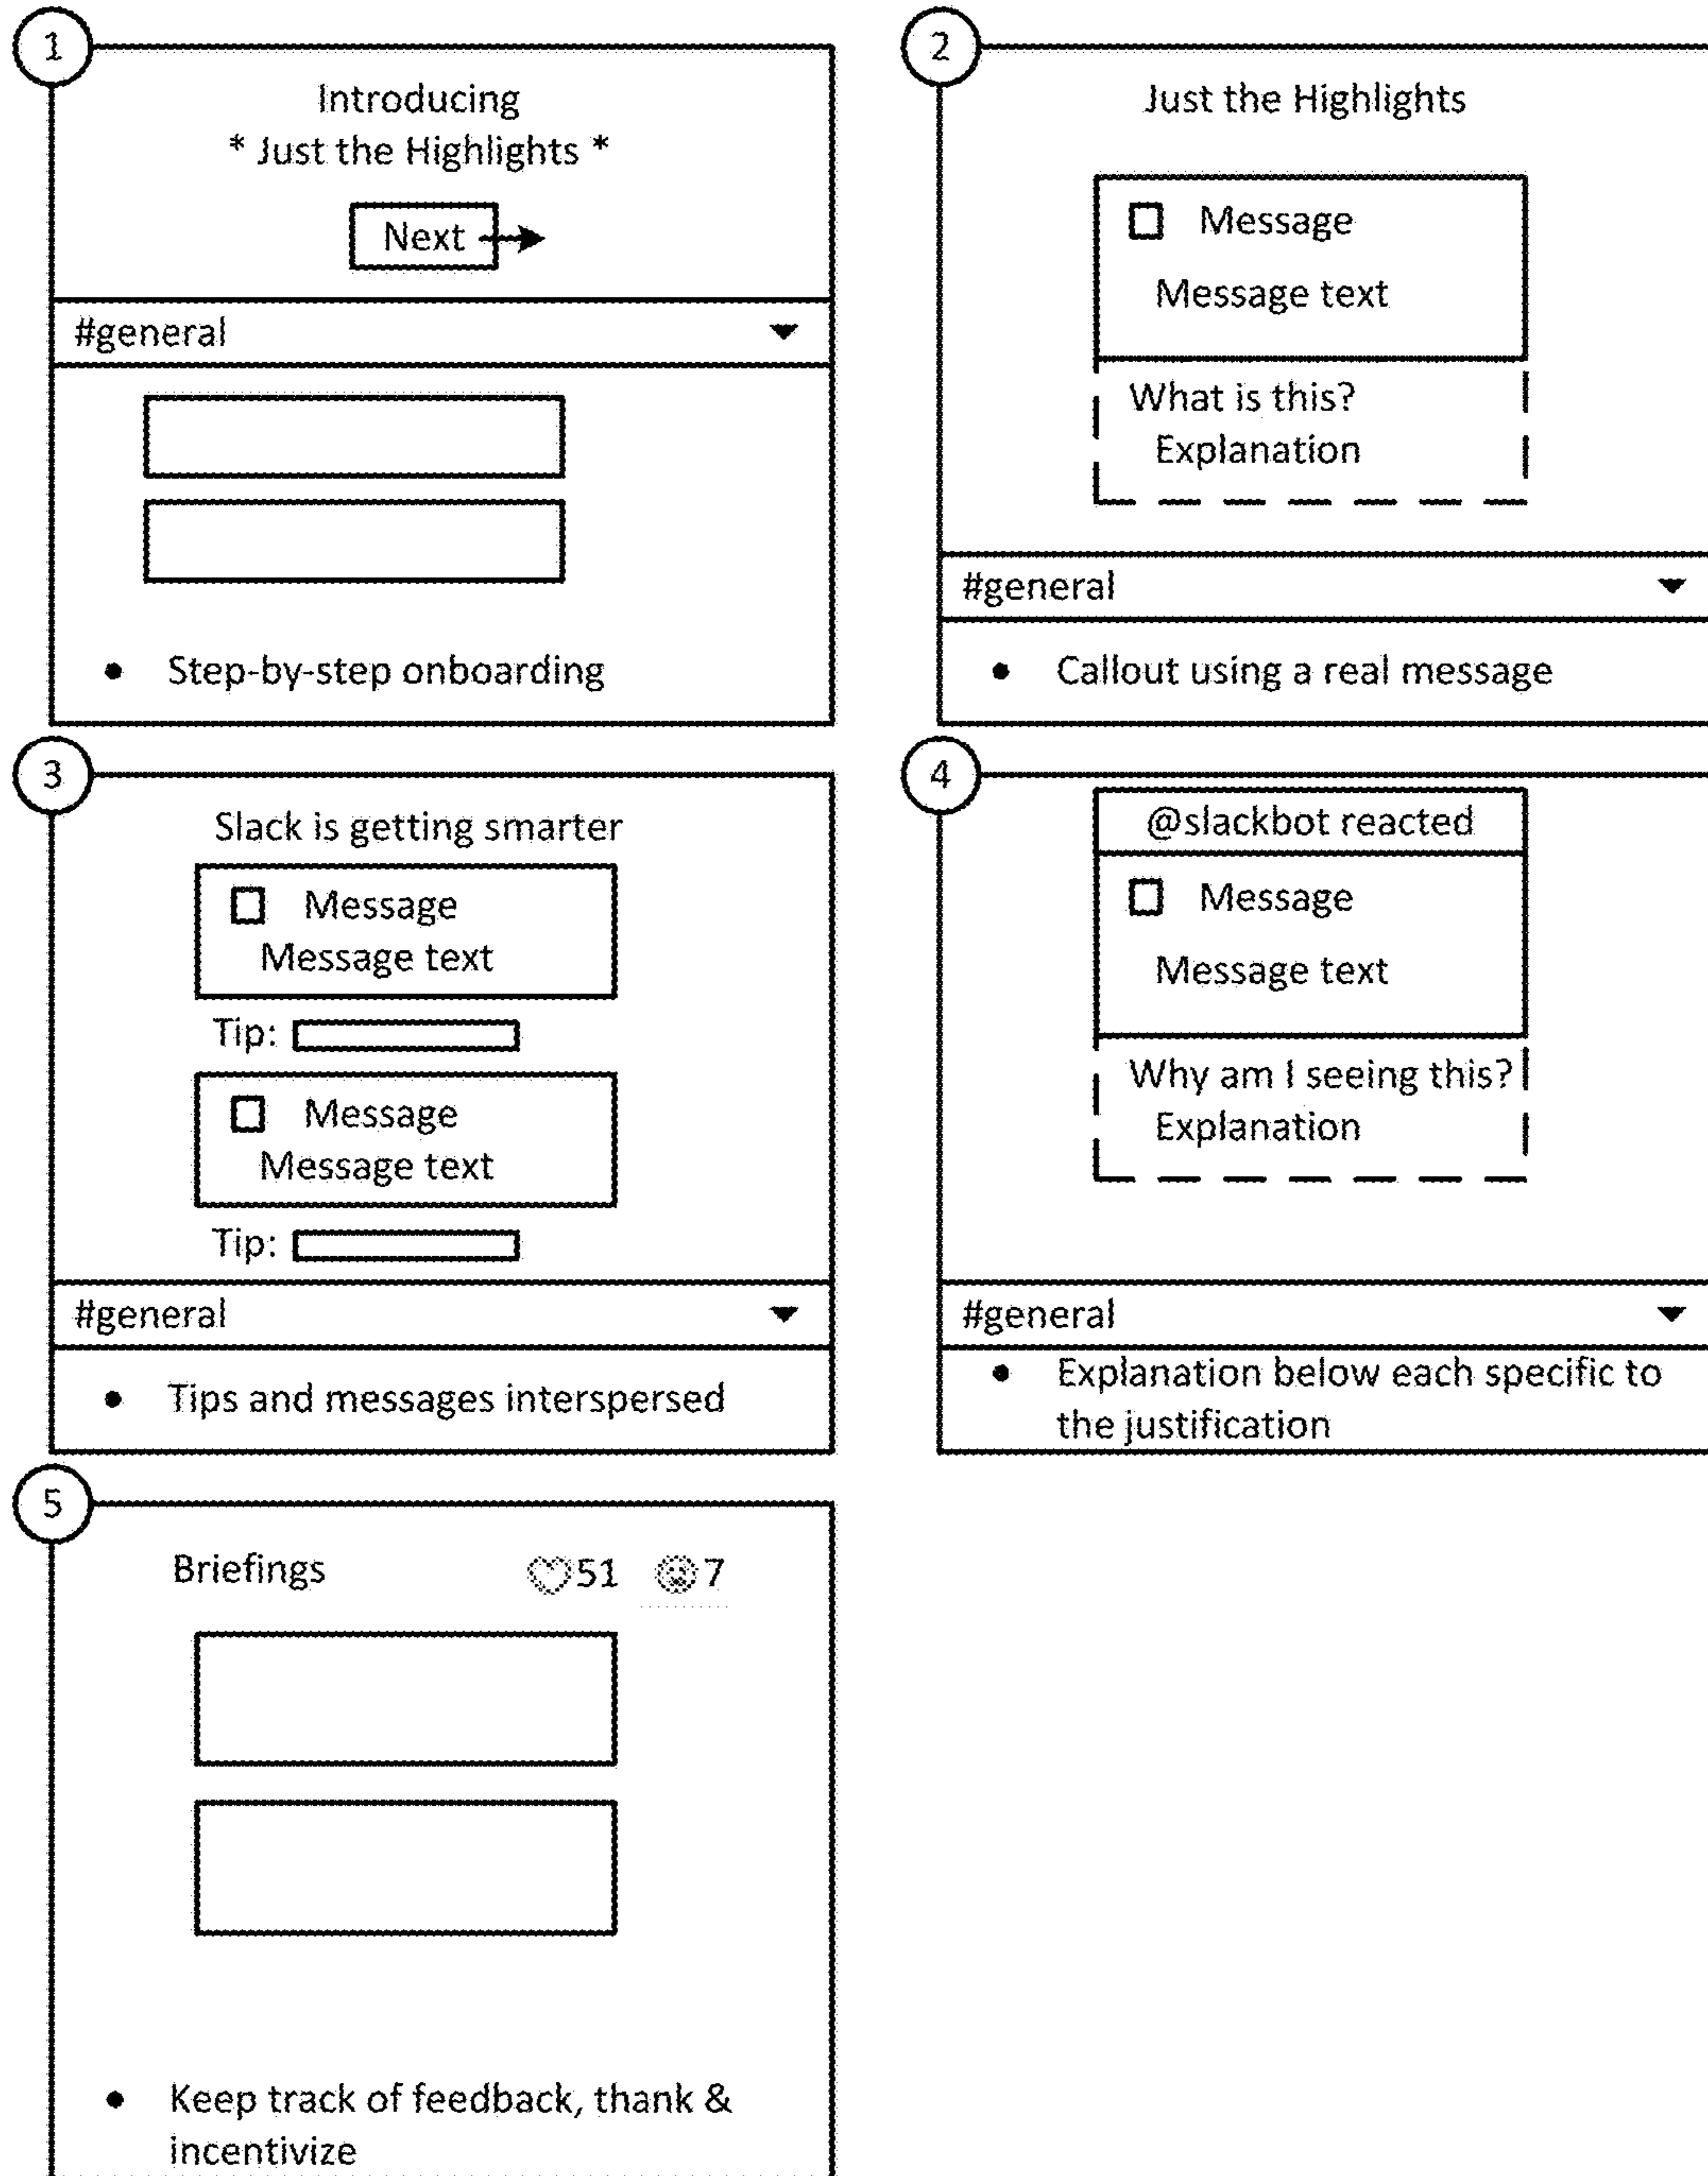 1
Introducing
* Just the Highlights *
Next
#general
• Step-by-step onboarding
2
Just the Highlights
Message
Message text
What is this?
Explanation
#general
• Callout using a real message
3
Slack is getting smarter
Message
Message text
Tip:
Message
Message text
Tip:
#general
• Tips and messages interspersed
4
@slackbot reacted
Message
Message text
Why am I seeing this?
Explanation
#general
• Explanation below each specific to
the justification
5
Briefings 51 7
• Keep track of feedback, thank &
incentivize